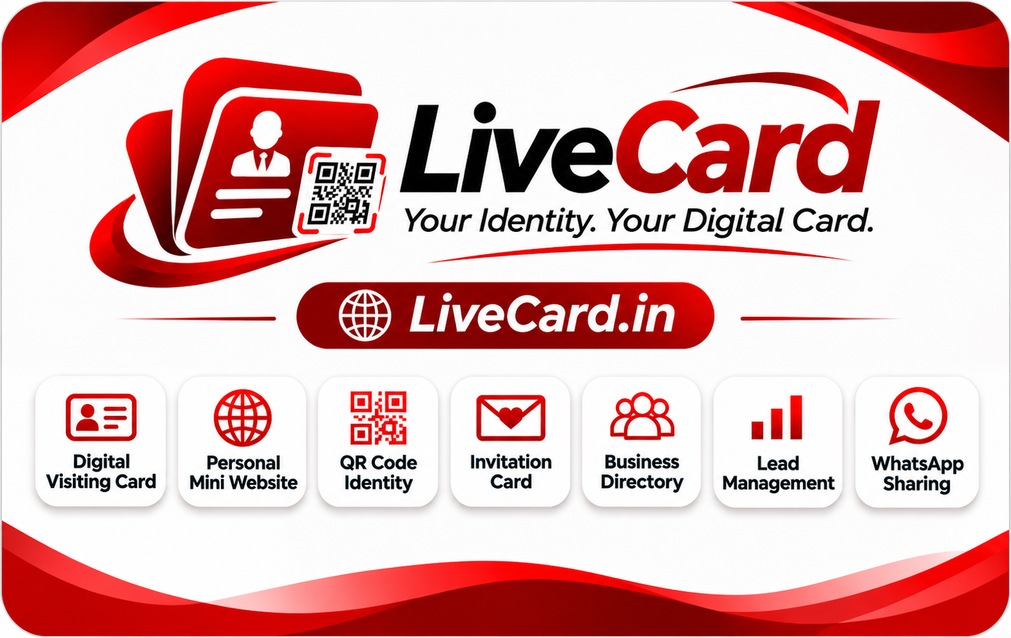 LiveCard
Your Identity. Your Digital Card.
LiveCard.in
Digital
Visiting Card
Personal
Mini Website
QR Code
Identity
Invitation
Card
Business
Directory
Lead
Management
WhatsApp
Sharing